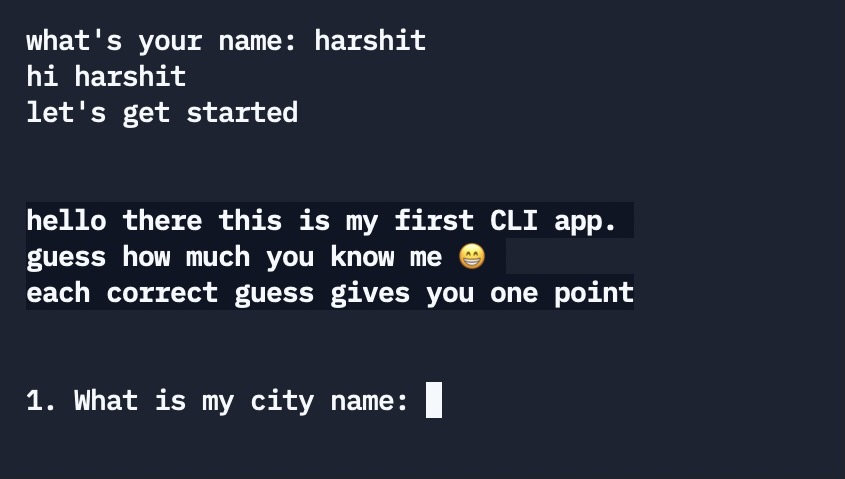 what's your name: harshit
hi harshit
let's get started
hello there this is my first CLI app.
guess how much you know me 😁
each correct guess gives you one point
1. What is my city name: